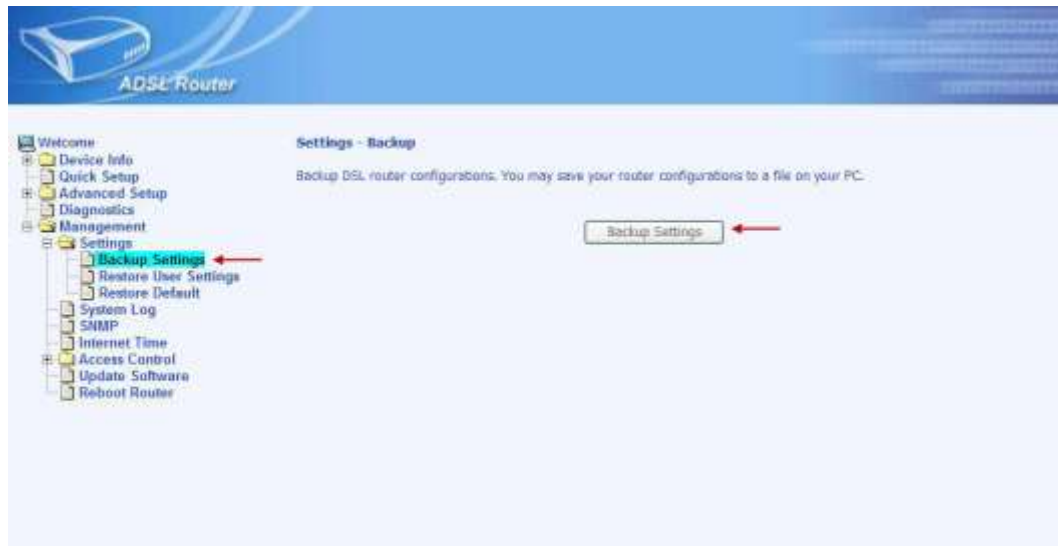 ADSL Router
Welcome
Device Info
Quick Setup
Advanced Setup
Diagnostics
Management
Settings
Backup Settings
Restore User Settings
Restore Default
System Log
SNMP
Internet Time
Access Control
Update Software
Reboot Router
Settings - Backup
Backup DSL router configurations. You may save your router configurations to a file on your PC.
Backup Settings